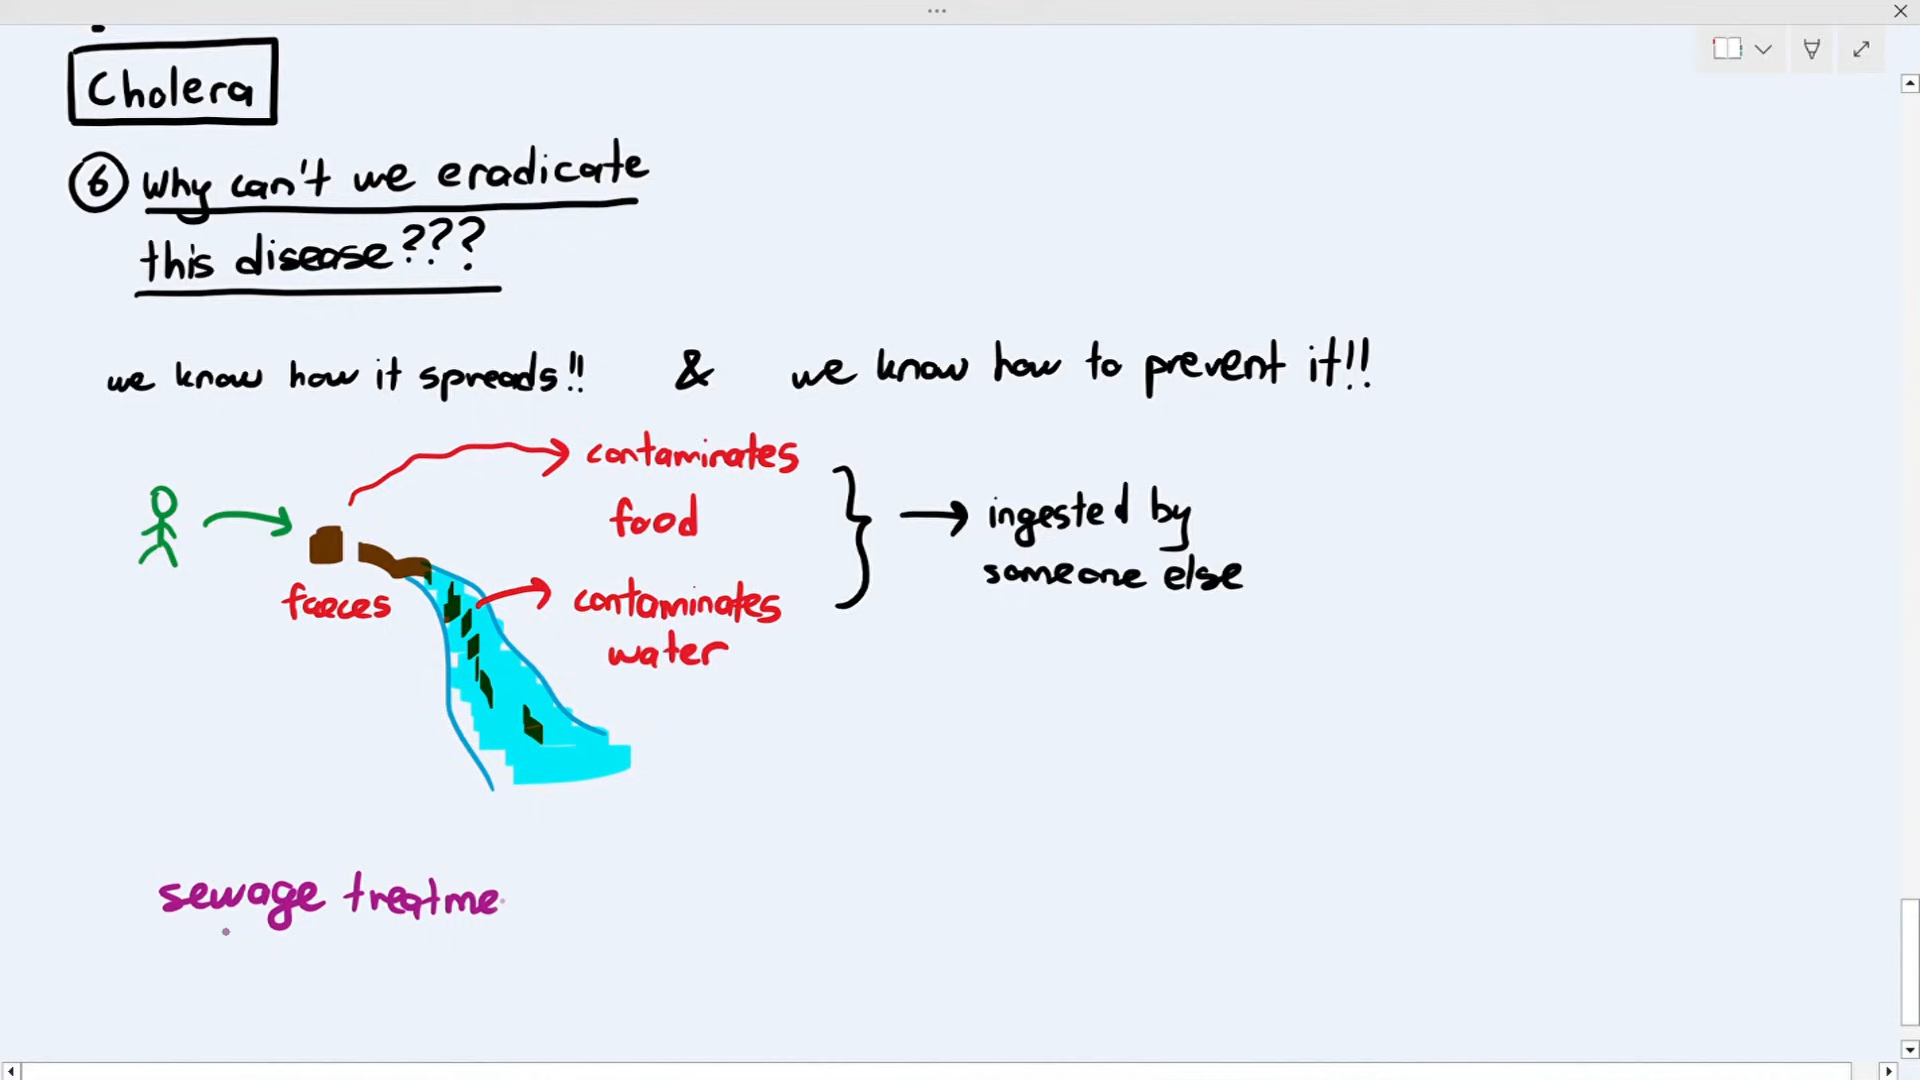 Cholera
6 Why can't we eradicate
this disease???
we know how it spreads!! & we know how to prevent it!!
contaminates
food
ingested by
someone else
faeces
contaminates
water
sewage treatme